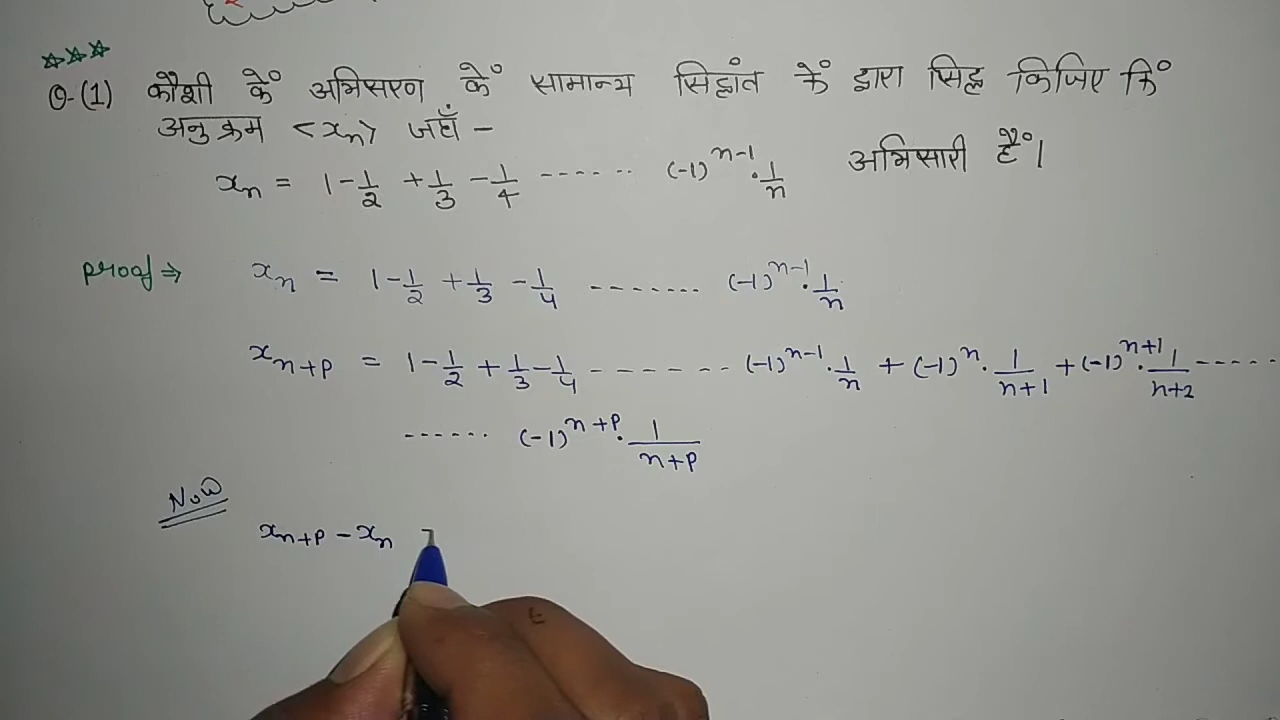 Q-(1) कौशी के अभिसरण के सामान्य सिद्धांत के द्वारा सिद्ध किजिए कि
अनुक्रम <xₙ> जहाँ -
xₙ = 1 - 1/2 + 1/3 - 1/4 ------ (-1)ⁿ⁻¹ . 1/n अभिसारी है।
proof ⇒ xₙ = 1 - 1/2 + 1/3 - 1/4 ------- (-1)ⁿ⁻¹ . 1/n
xₙ₊ₚ = 1 - 1/2 + 1/3 - 1/4 ------- (-1)ⁿ⁻¹ . 1/n + (-1)ⁿ . 1/(n+1) + (-1)ⁿ⁺¹ . 1/(n+2) -----
------ (-1)ⁿ⁺ᵖ . 1/(n+p)
Now
xₙ₊ₚ - xₙ